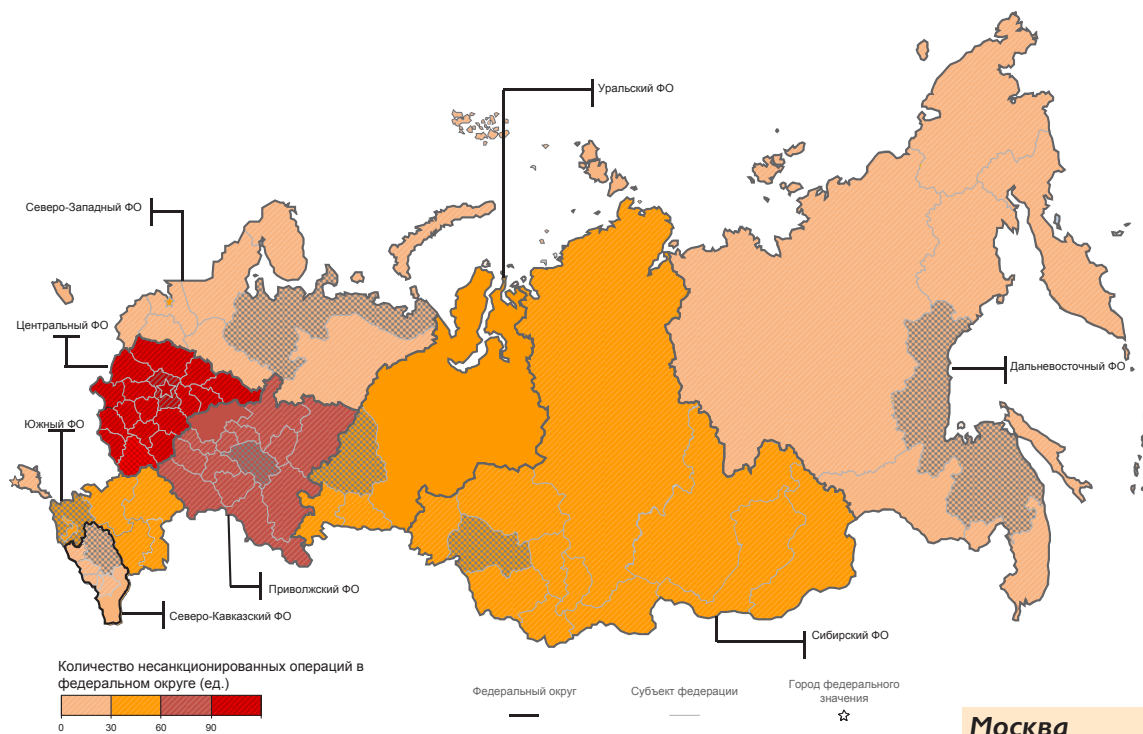 Уральский ФО
Северо-Западный ФО
Центральный ФО
Дальневосточный ФО
Южный ФО
Приволжский ФО
Северо-Кавказский ФО
Сибирский ФО
Количество несанкционированных операций в
федеральном округе (ед.)
0 30 60 90
Федеральный округ
Субъект федерации
Город федерального
значения
Москва